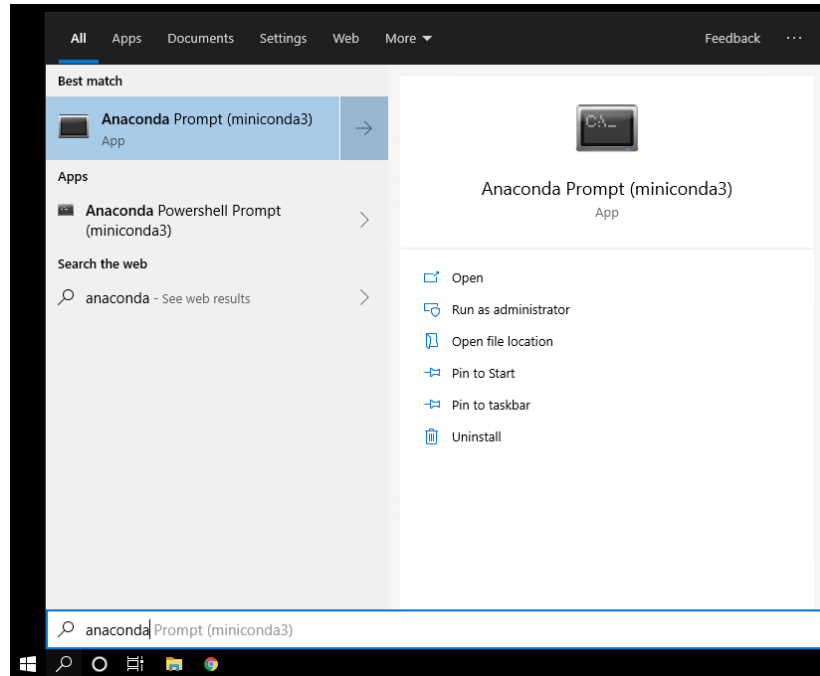 All Apps Documents Settings Web More Feedback ...
Best match
Anaconda Prompt (miniconda3)
App
Apps
Anaconda Powershell Prompt
(miniconda3)
Search the web
anaconda - See web results
C:\_
Anaconda Prompt (miniconda3)
App
Open
Run as administrator
Open file location
Pin to Start
Pin to taskbar
Uninstall
anaconda Prompt (miniconda3)